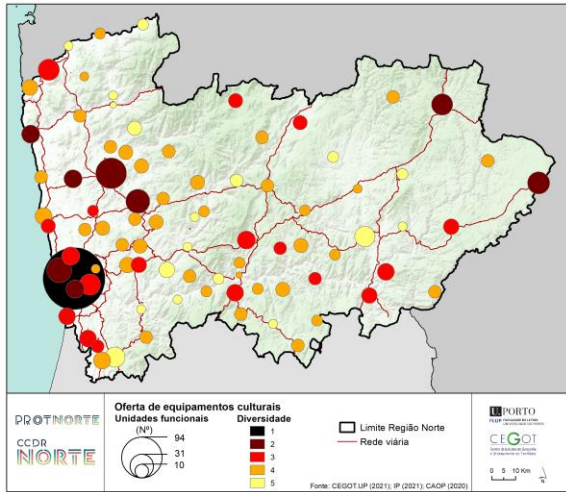 PROTNORTE
CCDR
NORTE
Oferta de equipamentos culturais
Unidades funcionais
(Nº)
94
31
10
Diversidade
1
2
3
4
5
Limite Região Norte
Rede viária
U.PORTO
FLUP FACULDADE DE LETRAS
UNIVERSIDADE DO PORTO
CEGOT
0 5 10 Km
N
Fonte: CEGOT.UP (2021); IP (2021); CAOP (2020)